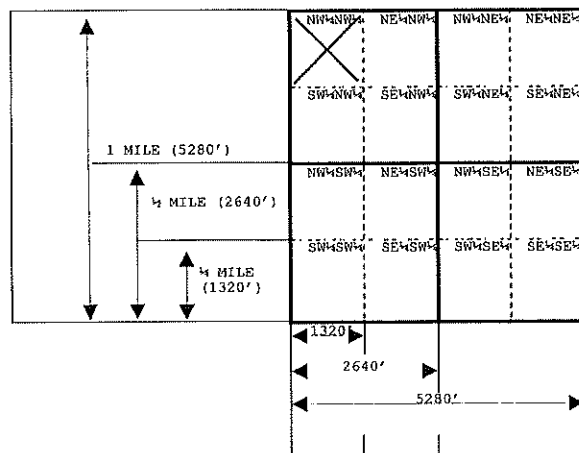 NW¼NW¼ NE¼NW¼ NW¼NE¼ NE¼NE¼
SW¼NW¼ SE¼NW¼ SW¼NE¼ SE¼NE¼
1 MILE (5280')
NW¼SW¼ NE¼SW¼ NW¼SE¼ NE¼SE¼
½ MILE (2640')
SW¼SW¼ SE¼SW¼ SW¼SE¼ SE¼SE¼
¼ MILE
(1320')
1320
2640'
5280'